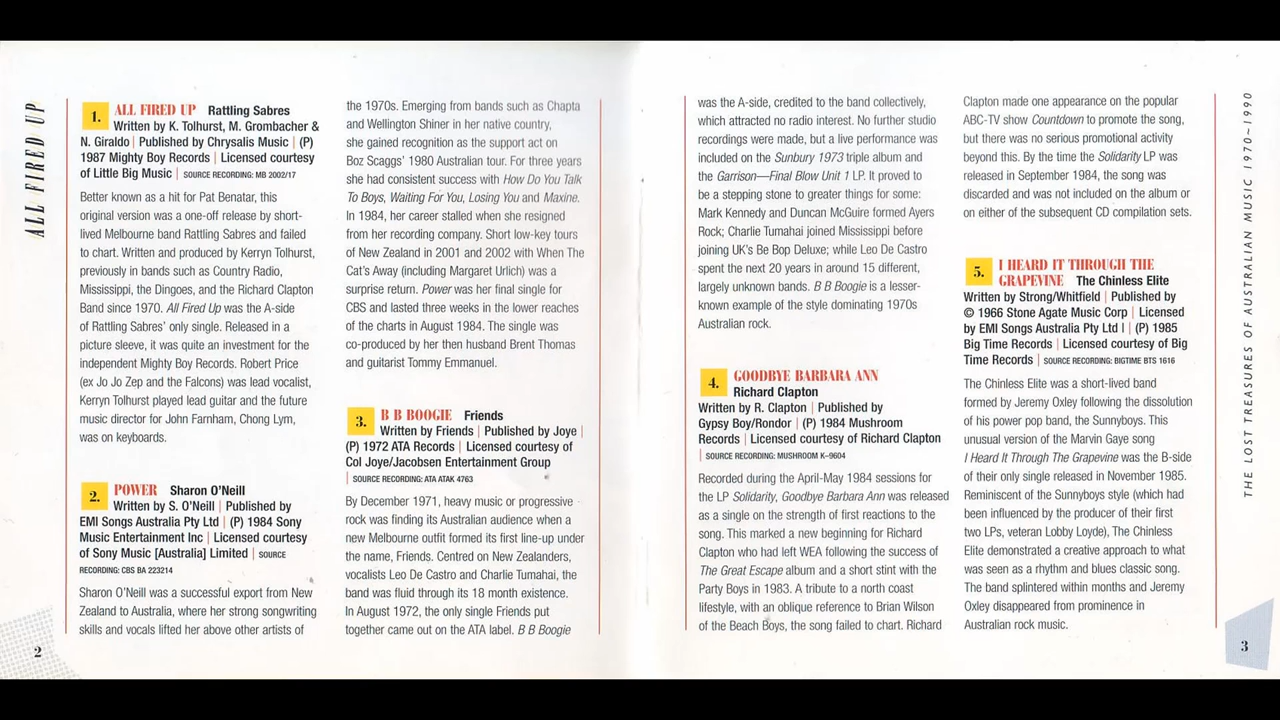 ALL FIRED UP
1. ALL FIRED UP Rattling Sabres
Written by K. Tolhurst, M. Grombacher &
N. Giraldo | Published by Chrysalis Music | (P)
1987 Mighty Boy Records | Licensed courtesy
of Little Big Music | SOURCE RECORDING: MB 2002/17
Better known as a hit for Pat Benatar, this
original version was a one-off release by short-
lived Melbourne band Rattling Sabres and failed
to chart. Written and produced by Kerryn Tolhurst,
previously in bands such as Country Radio,
Mississippi, the Dingoes, and the Richard Clapton
Band since 1970. All Fired Up was the A-side
of Rattling Sabres' only single. Released in a
picture sleeve, it was quite an investment for the
independent Mighty Boy Records. Robert Price
(ex Jo Jo Zep and the Falcons) was lead vocalist,
Kerryn Tolhurst played lead guitar and the future
music director for John Farnham, Chong Lym,
was on keyboards.
2. POWER Sharon O'Neill
Written by S. O'Neill | Published by
EMI Songs Australia Pty Ltd | (P) 1984 Sony
Music Entertainment Inc | Licensed courtesy
of Sony Music [Australia] Limited | SOURCE
RECORDING: CBS BA 223214
Sharon O'Neill was a successful export from New
Zealand to Australia, where her strong songwriting
skills and vocals lifted her above other artists of
2
the 1970s. Emerging from bands such as Chapta
and Wellington Shiner in her native country,
she gained recognition as the support act on
Boz Scaggs' 1980 Australian tour. For three years
she had consistent success with How Do You Talk
To Boys, Waiting For You, Losing You and Maxine.
In 1984, her career stalled when she resigned
from her recording company. Short low-key tours
of New Zealand in 2001 and 2002 with When The
Cat's Away (including Margaret Urlich) was a
surprise return. Power was her final single for
CBS and lasted three weeks in the lower reaches
of the charts in August 1984. The single was
co-produced by her then husband Brent Thomas
and guitarist Tommy Emmanuel.
3. B B BOOGIE Friends
Written by Friends | Published by Joye |
(P) 1972 ATA Records | Licensed courtesy of
Col Joye/Jacobsen Entertainment Group
| SOURCE RECORDING: ATA ATAK 4763
By December 1971, heavy music or progressive
rock was finding its Australian audience when a
new Melbourne outfit formed its first line-up under
the name, Friends. Centred on New Zealanders,
vocalists Leo De Castro and Charlie Tumahai, the
band was fluid through its 18 month existence.
In August 1972, the only single Friends put
together came out on the ATA label. B B Boogie
was the A-side, credited to the band collectively,
which attracted no radio interest. No further studio
recordings were made, but a live performance was
included on the Sunbury 1973 triple album and
the Garrison—Final Blow Unit 1 LP. It proved to
be a stepping stone to greater things for some:
Mark Kennedy and Duncan McGuire formed Ayers
Rock; Charlie Tumahai joined Mississippi before
joining UK's Be Bop Deluxe; while Leo De Castro
spent the next 20 years in around 15 different,
largely unknown bands. B B Boogie is a lesser-
known example of the style dominating 1970s
Australian rock.
4. GOODBYE BARBARA ANN
Richard Clapton
Written by R. Clapton | Published by
Gypsy Boy/Rondor | (P) 1984 Mushroom
Records | Licensed courtesy of Richard Clapton
| SOURCE RECORDING: MUSHROOM K–9604
Recorded during the April-May 1984 sessions for
the LP Solidarity, Goodbye Barbara Ann was released
as a single on the strength of first reactions to the
song. This marked a new beginning for Richard
Clapton who had left WEA following the success of
The Great Escape album and a short stint with the
Party Boys in 1983. A tribute to a north coast
lifestyle, with an oblique reference to Brian Wilson
of the Beach Boys, the song failed to chart. Richard
Clapton made one appearance on the popular
ABC-TV show Countdown to promote the song,
but there was no serious promotional activity
beyond this. By the time the Solidarity LP was
released in September 1984, the song was
discarded and was not included on the album or
on either of the subsequent CD compilation sets.
5. I HEARD IT THROUGH THE
GRAPEVINE The Chinless Elite
Written by Strong/Whitfield | Published by
© 1966 Stone Agate Music Corp | Licensed
by EMI Songs Australia Pty Ltd I | (P) 1985
Big Time Records | Licensed courtesy of Big
Time Records | SOURCE RECORDING: BIGTIME BTS 1616
The Chinless Elite was a short-lived band
formed by Jeremy Oxley following the dissolution
of his power pop band, the Sunnyboys. This
unusual version of the Marvin Gaye song
I Heard It Through The Grapevine was the B-side
of their only single released in November 1985.
Reminiscent of the Sunnyboys style (which had
been influenced by the producer of their first
two LPs, veteran Lobby Loyde), The Chinless
Elite demonstrated a creative approach to what
was seen as a rhythm and blues classic song.
The band splintered within months and Jeremy
Oxley disappeared from prominence in
Australian rock music.
THE LOST TREASURES OF AUSTRALIAN MUSIC 1970–1990
3